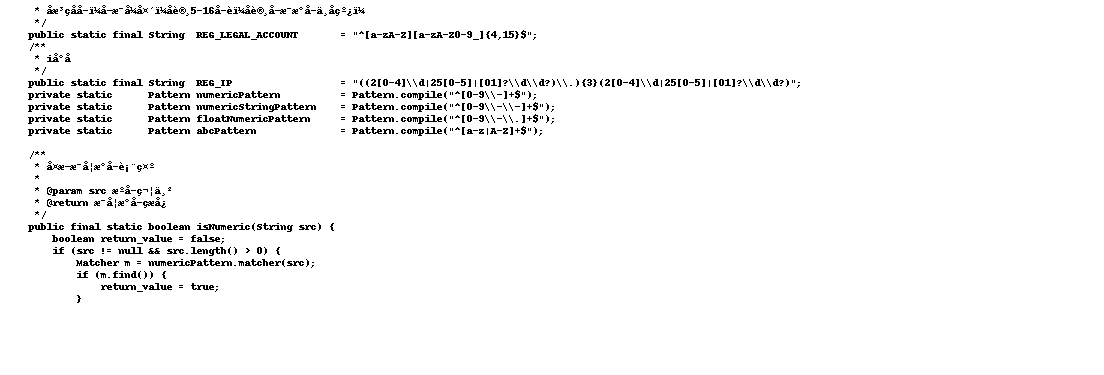 * åæ³çåå-ï¼å-æ¯å¼å¤´ï¼åè®¸5-16å-èï¼åè®¸å-æ¯æ°å-ä¸åçº¿ï¼
*/
public static final String REG_LEGAL_ACCOUNT = "^[a-zA-Z][a-zA-Z0-9_]{4,15}$";
/**
* ïå°å
*/
public static final String REG_IP = "((2[0-4]\\d|25[0-5]|[01]?\\d\\d?)\\.){3}(2[0-4]\\d|25[0-5]|[01]?\\d\\d?)";
private static Pattern numericPattern = Pattern.compile("^[0-9\\-]+$");
private static Pattern numericStringPattern = Pattern.compile("^[0-9\\-\\-]+$");
private static Pattern floatNumericPattern = Pattern.compile("^[0-9\\-\\.]+$");
private static Pattern abcPattern = Pattern.compile("^[a-z|A-Z]+$");
/**
* å¤æ-æ¯å¦æ°å-è¡¨ç¤º
*
* @param src æºå-ç¬¦ä¸²
* @return æ¯å¦æ°å-çæå¿
*/
public final static boolean isNumeric(String src) {
boolean return_value = false;
if (src != null && src.length() > 0) {
Matcher m = numericPattern.matcher(src);
if (m.find()) {
return_value = true;
}